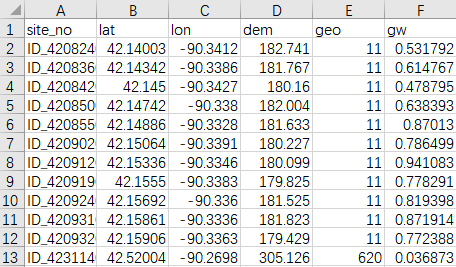 A B C D E F
1 site_no lat lon dem geo gw
2 ID_420824 42.14003 -90.3412 182.741 11 0.531792
3 ID_420836 42.14342 -90.3386 181.767 11 0.614767
4 ID_420842 42.145 -90.3427 180.16 11 0.478795
5 ID_420850 42.14742 -90.338 182.004 11 0.638393
6 ID_420855 42.14886 -90.3328 181.633 11 0.87013
7 ID_420902 42.15064 -90.3391 180.227 11 0.786499
8 ID_420912 42.15336 -90.3346 180.099 11 0.941083
9 ID_420919 42.1555 -90.3383 179.825 11 0.778291
10 ID_420924 42.15692 -90.336 181.525 11 0.819398
11 ID_420931 42.15861 -90.3336 181.823 11 0.871914
12 ID_420932 42.15906 -90.3363 179.429 11 0.772388
13 ID_423114 42.52004 -90.2698 305.126 620 0.036873